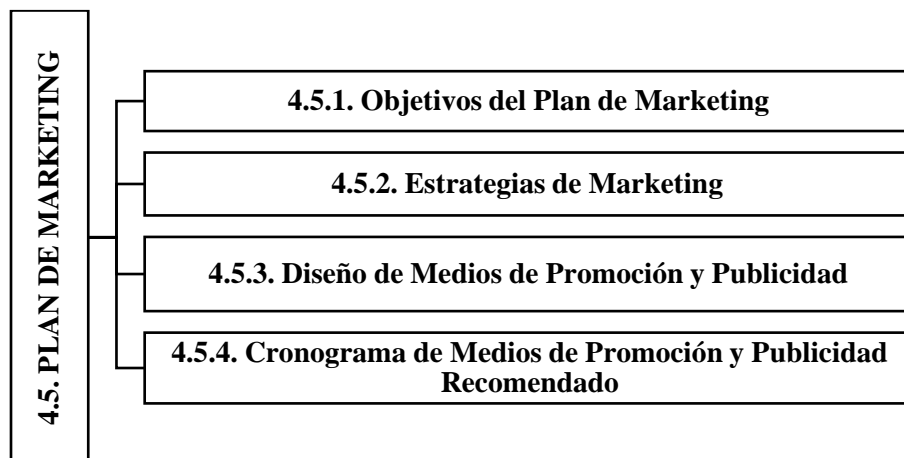 4.5. PLAN DE MARKETING
4.5.1. Objetivos del Plan de Marketing
4.5.2. Estrategias de Marketing
4.5.3. Diseño de Medios de Promoción y Publicidad
4.5.4. Cronograma de Medios de Promoción y Publicidad
Recomendado